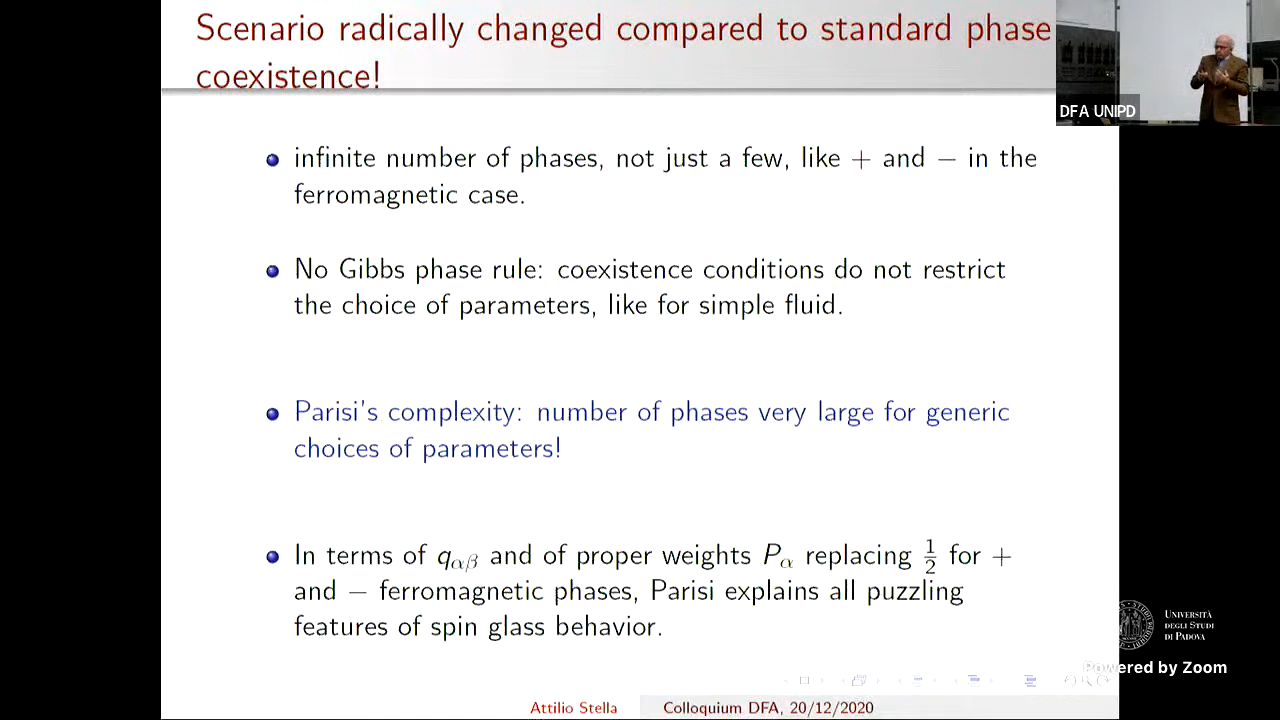 Scenario radically changed compared to standard phase
coexistence!
DFA UNIPD
infinite number of phases, not just a few, like + and − in the
ferromagnetic case.
No Gibbs phase rule: coexistence conditions do not restrict
the choice of parameters, like for simple fluid.
Parisi's complexity: number of phases very large for generic
choices of parameters!
In terms of qαβ and of proper weights Pα replacing 1/2 for +
and − ferromagnetic phases, Parisi explains all puzzling
features of spin glass behavior.
UNIVERSITÀ
DEGLI STUDI
DI PADOVA
Powered by Zoom
Attilio Stella Colloquium DFA, 20/12/2020